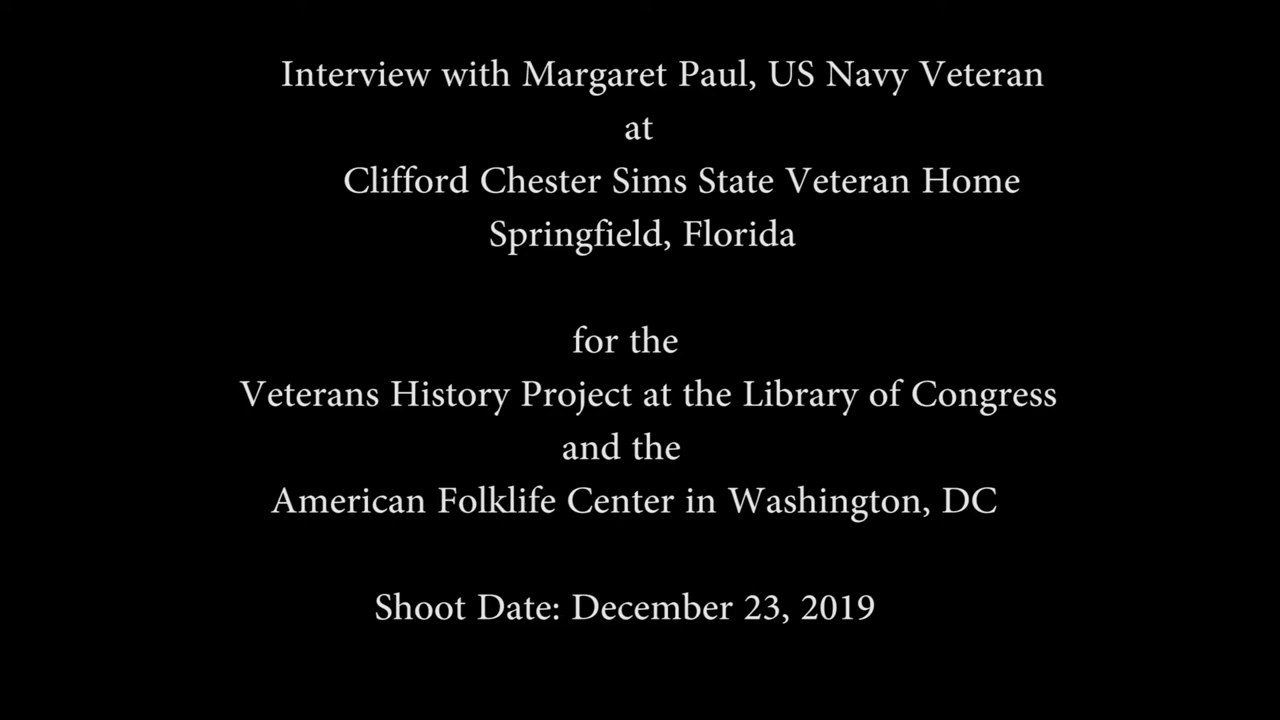 Interview with Margaret Paul, US Navy Veteran
at
Clifford Chester Sims State Veteran Home
Springfield, Florida
for the
Veterans History Project at the Library of Congress
and the
American Folklife Center in Washington, DC
Shoot Date: December 23, 2019